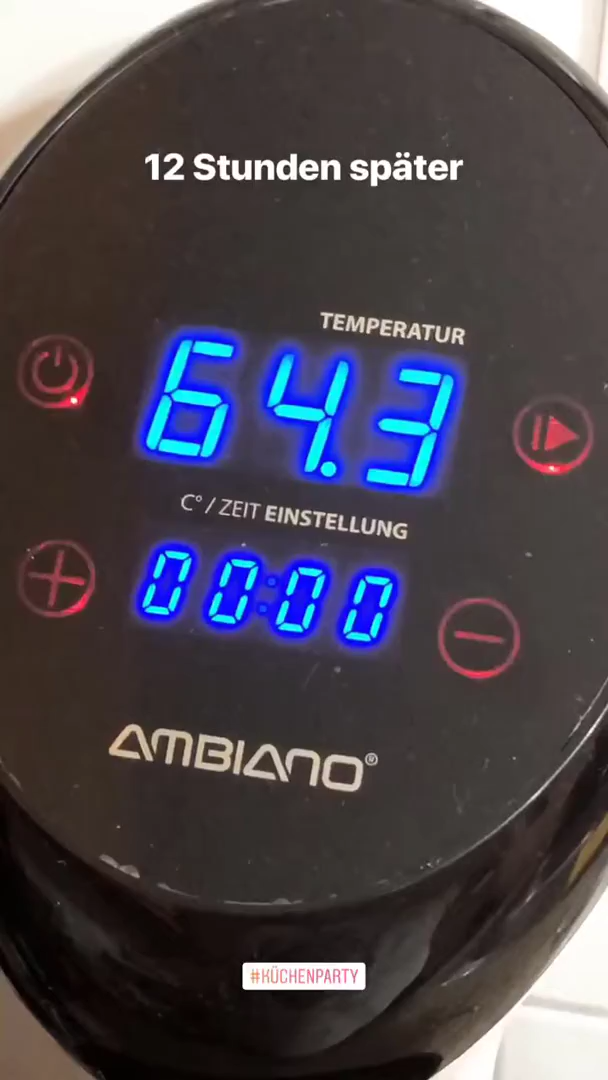 12 Stunden später
TEMPERATUR
64.3
C° / ZEIT EINSTELLUNG
00:00
AMBIANO®
#KÜCHENPARTY